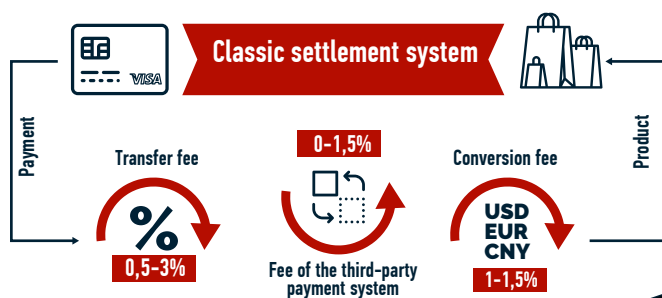 Classic settlement system
VISA
Payment
Product
Transfer fee
%
0,5-3%
0-1,5%
Fee of the third-party
payment system
Conversion fee
USD
EUR
CNY
1-1,5%